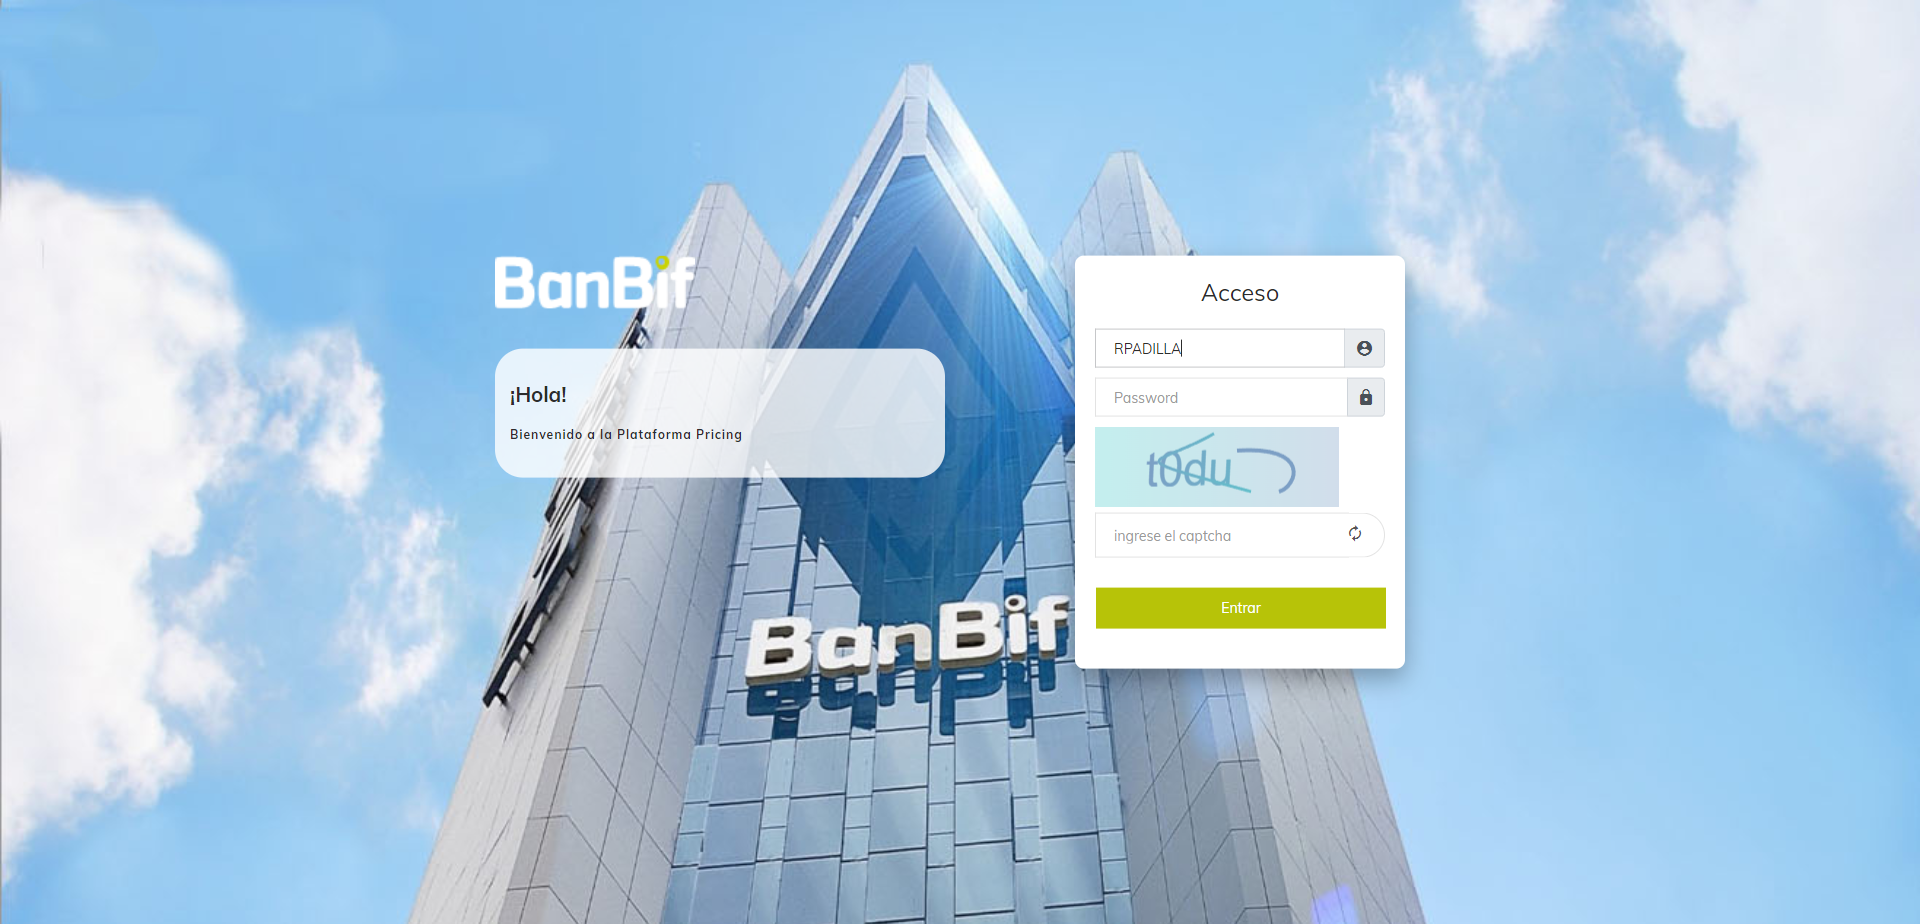 BanBif
¡Hola!
Bienvenido a la Plataforma Pricing
Acceso
RPADILLA
Password
t0du
ingrese el captcha
Entrar
BanBif